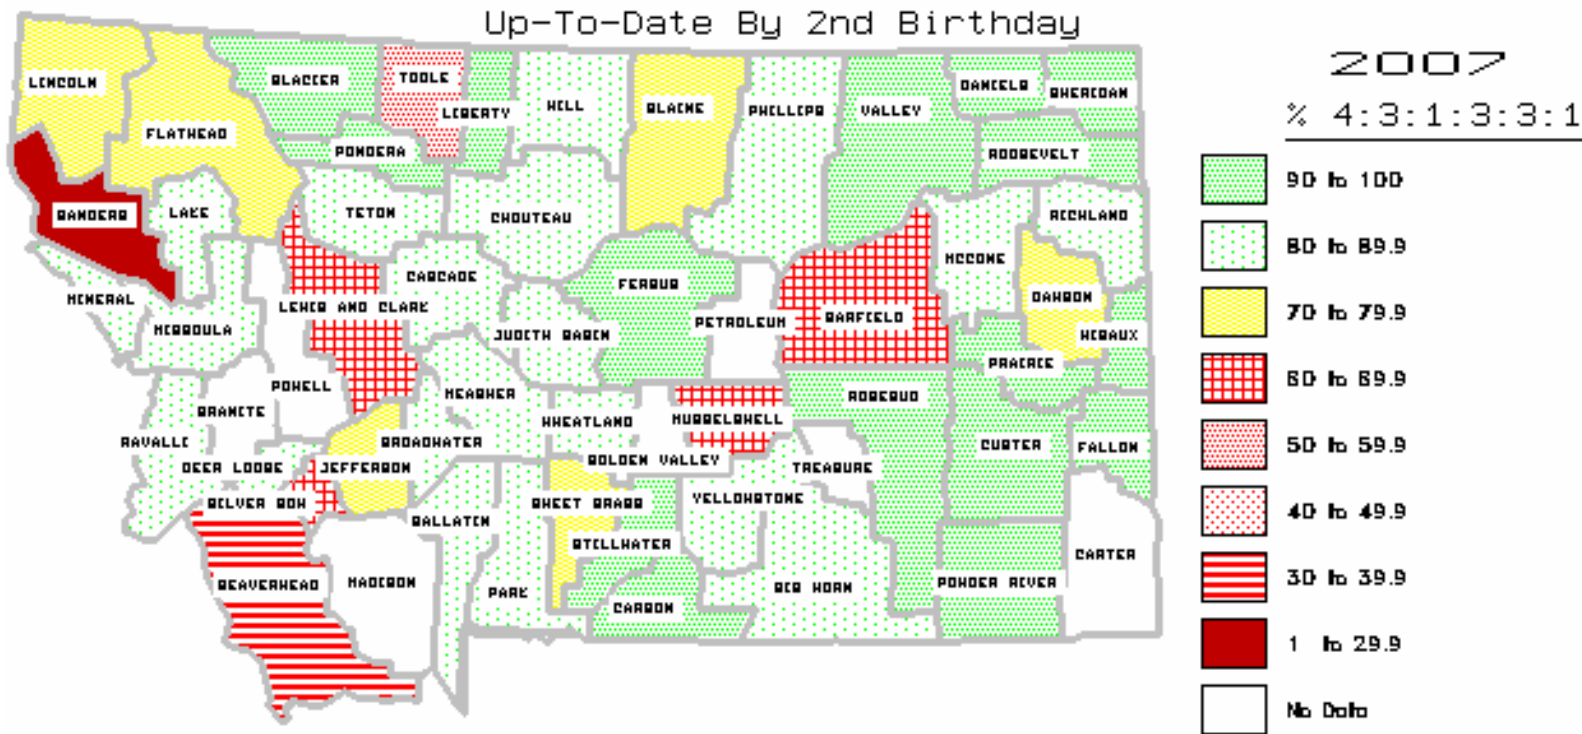 Up-To-Date By 2nd Birthday
2007
% 4:3:1:3:3:1
90 to 100
80 to 89.9
70 to 79.9
60 to 69.9
50 to 59.9
40 to 49.9
30 to 39.9
1 to 29.9
No Data
LINCOLN
GLACIER
TOOLE
LIBERTY
HILL
BLAINE
PHILLIPS
VALLEY
DANIELS
SHERIDAN
FLATHEAD
PONDERA
ROOSEVELT
SANDERS
LAKE
TETON
CHOUTEAU
RICHLAND
MCCONE
MINERAL
MISSOULA
LEWIS AND CLARK
CASCADE
FERGUS
JUDITH BASIN
PETROLEUM
GARFIELD
DAWSON
WIBAUX
PRAIRIE
POWELL
MEAGHER
GRANITE
WHEATLAND
MUSSELSHELL
ROSEBUD
RAVALLI
BROADWATER
CUSTER
FALLON
DEER LODGE
JEFFERSON
GOLDEN VALLEY
TREASURE
SILVER BOW
GALLATIN
SWEET GRASS
YELLOWSTONE
STILLWATER
CARTER
BEAVERHEAD
MADISON
PARK
CARBON
BIG HORN
POWDER RIVER